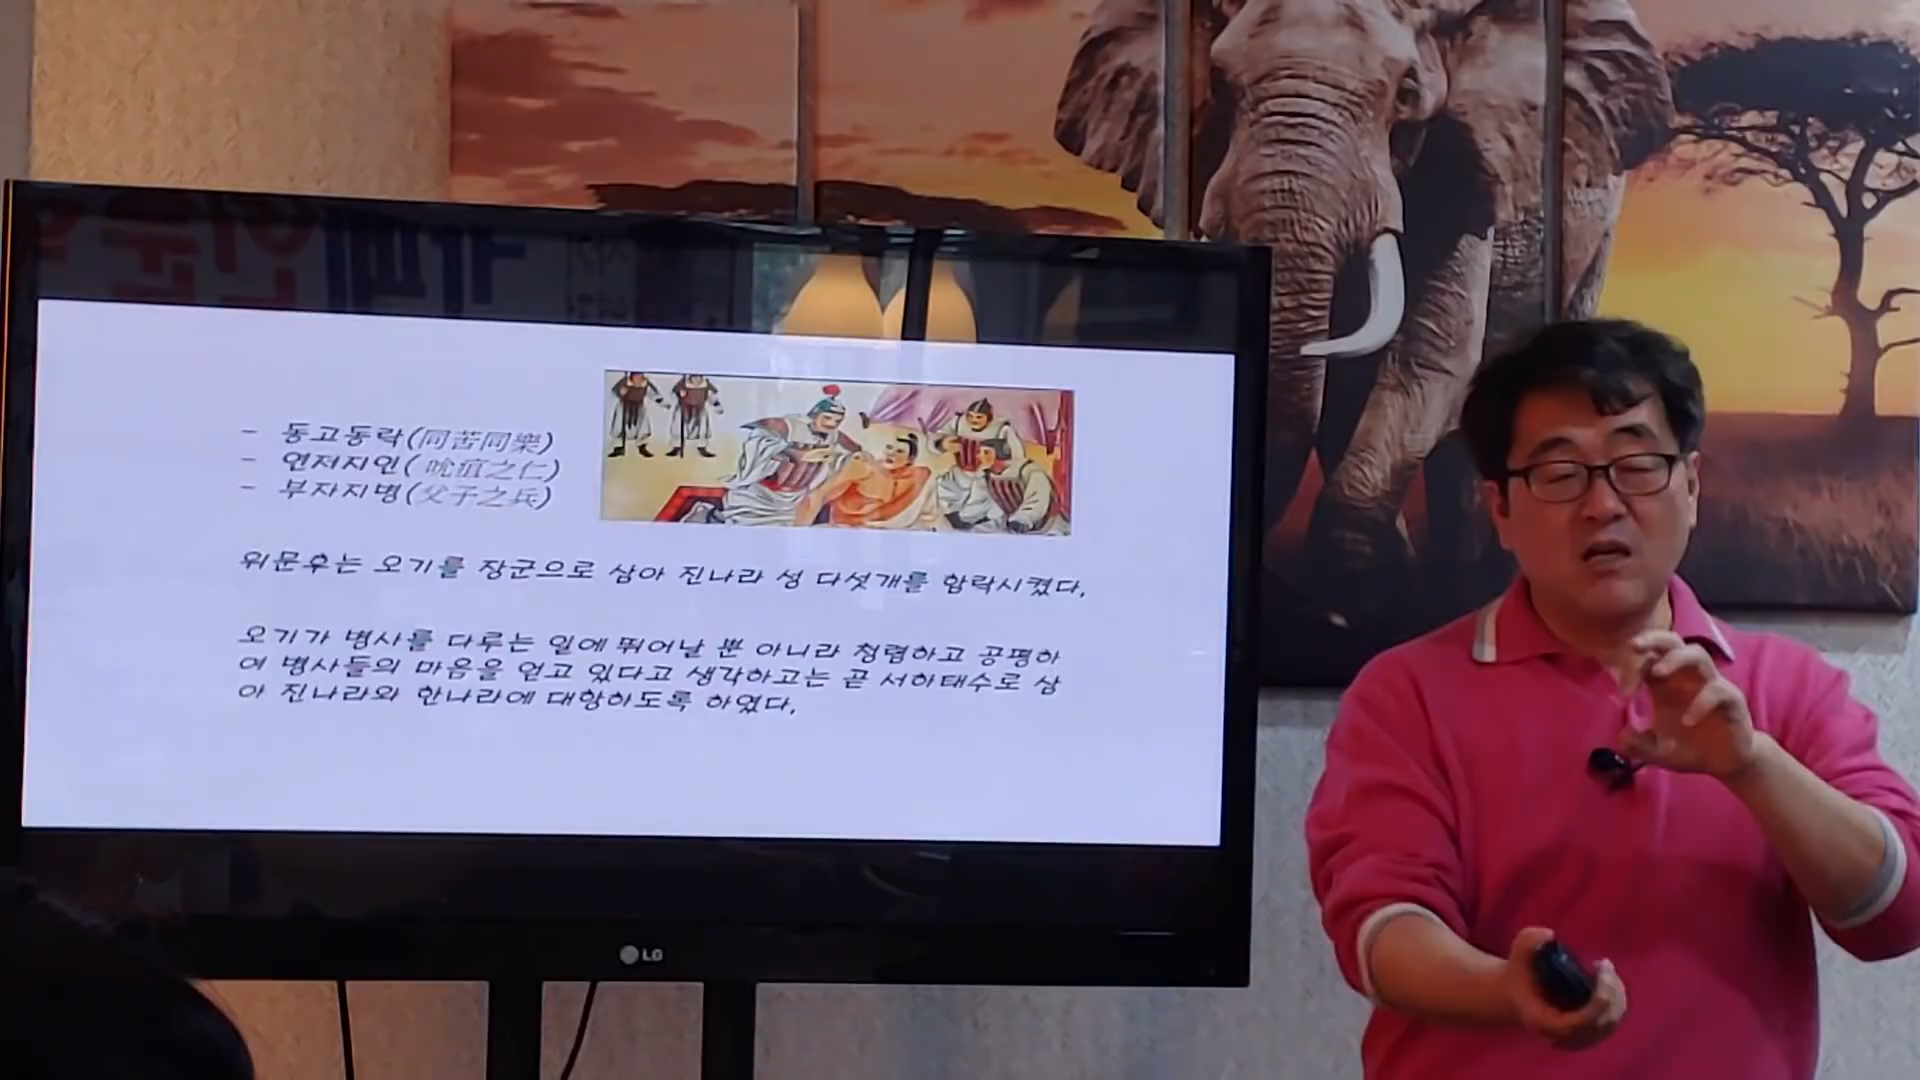 - 동고동락(同苦同樂)
- 연저지인( 吮疽之仁)
- 부자지병(父子之兵)
위문후는 오기를 장군으로 삼아 진나라 성 다섯개를 함락시켰다.
오기가 병사를 다루는 일에 뛰어날 뿐 아니라 청렴하고 공평하
여 병사들의 마음을 얻고 있다고 생각하고는 곧 서하태수로 삼
아 진나라와 한나라에 대항하도록 하였다.
LG